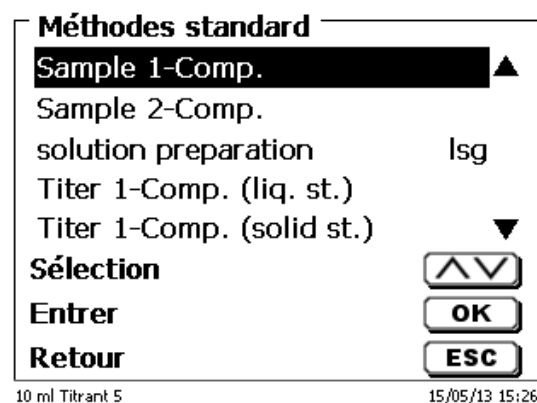 Méthodes standard
Sample 1-Comp.
Sample 2-Comp.
solution preparation lsg
Titer 1-Comp. (liq. st.)
Titer 1-Comp. (solid st.)
Sélection
Entrer OK
Retour ESC
10 ml Titrant 5 15/05/13 15:26